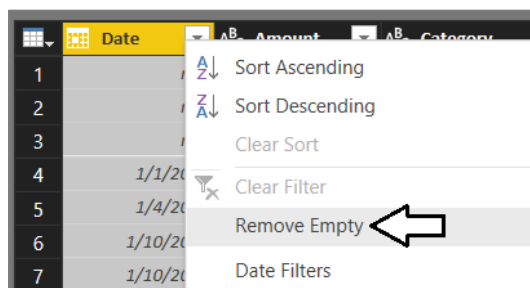 Date Amount Category
1
2
3
4 1/1/20
5 1/4/20
6 1/10/20
7 1/10/20
Sort Ascending
Sort Descending
Clear Sort
Clear Filter
Remove Empty
Date Filters